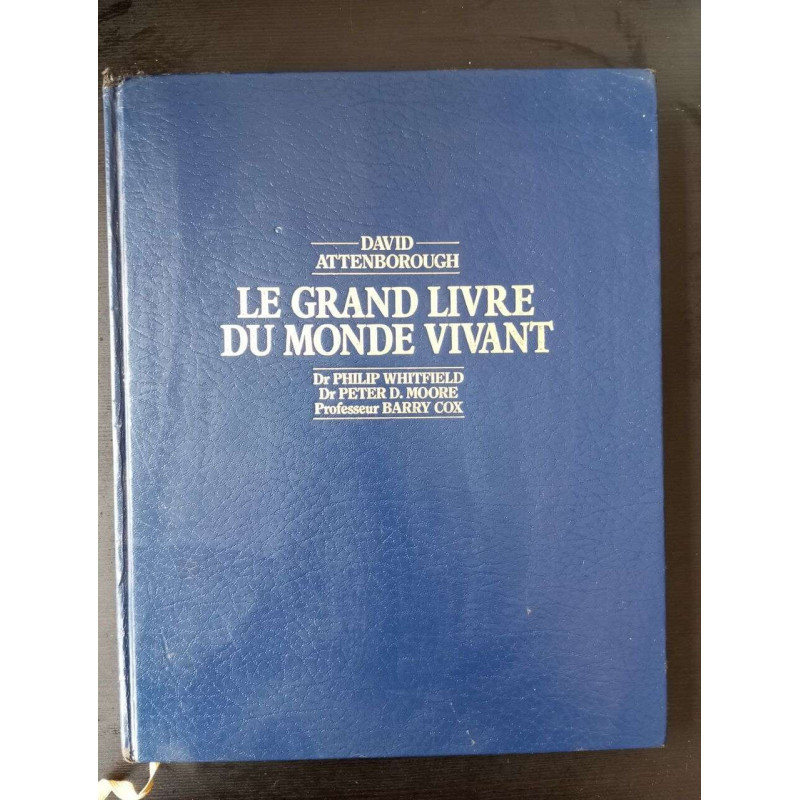 DAVID
ATTENBOROUGH
LE GRAND LIVRE
DU MONDE VIVANT
Dr PHILIP WHITFIELD
Dr PETER D. MOORE
Professeur BARRY COX